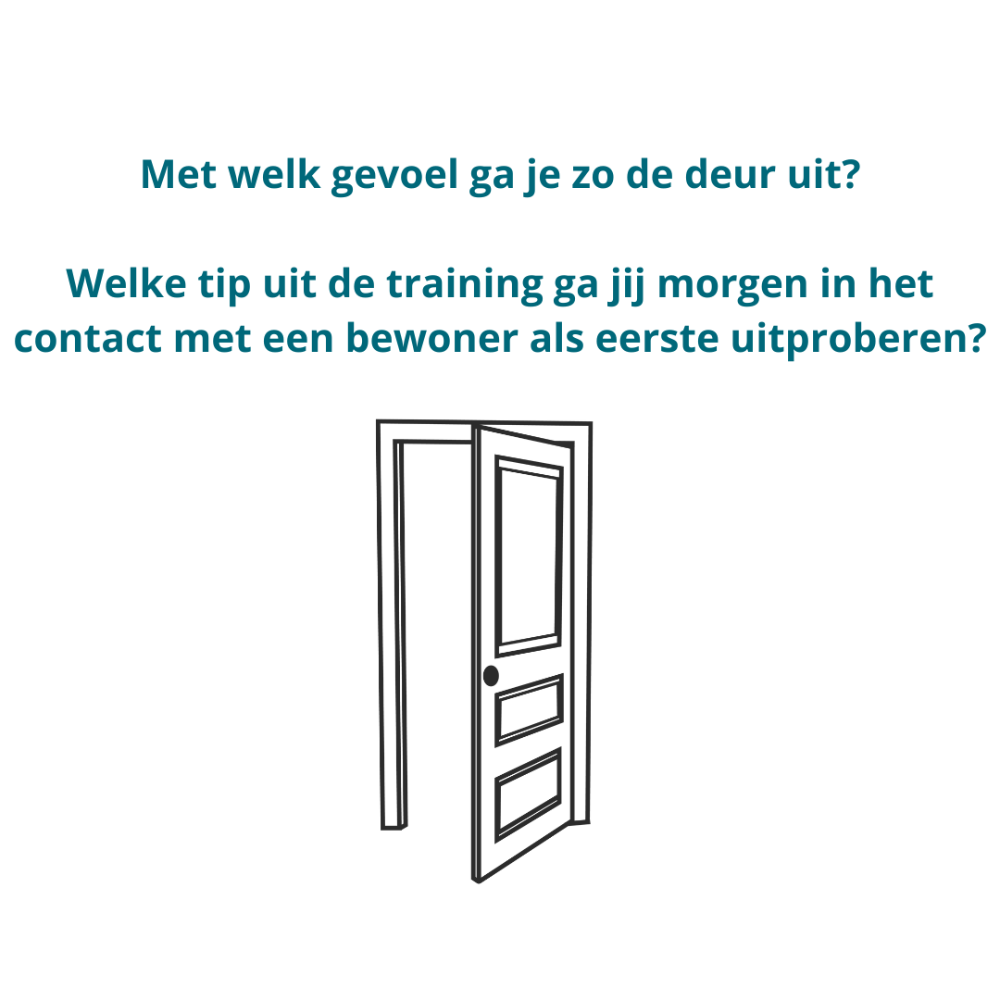 Met welk gevoel ga je zo de deur uit?
Welke tip uit de training ga jij morgen in het
contact met een bewoner als eerste uitproberen?